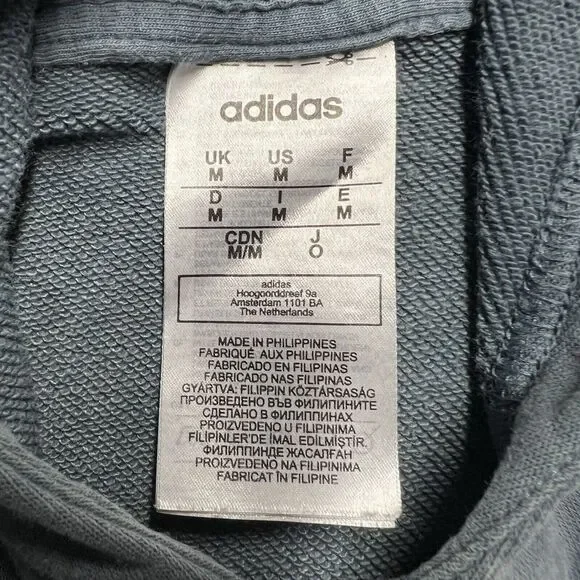 adidas
UK US F
M M M
D I E
M M M
CDN J
M/M O
adidas
Hoogoorddreef 9a
Amsterdam 1101 BA
The Netherlands
MADE IN PHILIPPINES
FABRIQUÉ AUX PHILIPPINES
FABRICADO EN FILIPINAS
FABRICADO NAS FILIPINAS
GYÁRTVA: FILIPPIN KÖZTÁRSASÁG
ПРОИЗВЕДЕНО ВЪВ ФИЛИПИНИТЕ
СДЕЛАНО В ФИЛИППИНАХ
PROIZVEDENO U FILIPINIMA
FİLİPİNLER'DE İMAL EDİLMİŞTİR.
ФИЛИППИНДЕ ЖАСАЛҒАН
PROIZVEDENO NA FILIPINIMA
FABRICAT ÎN FILIPINE